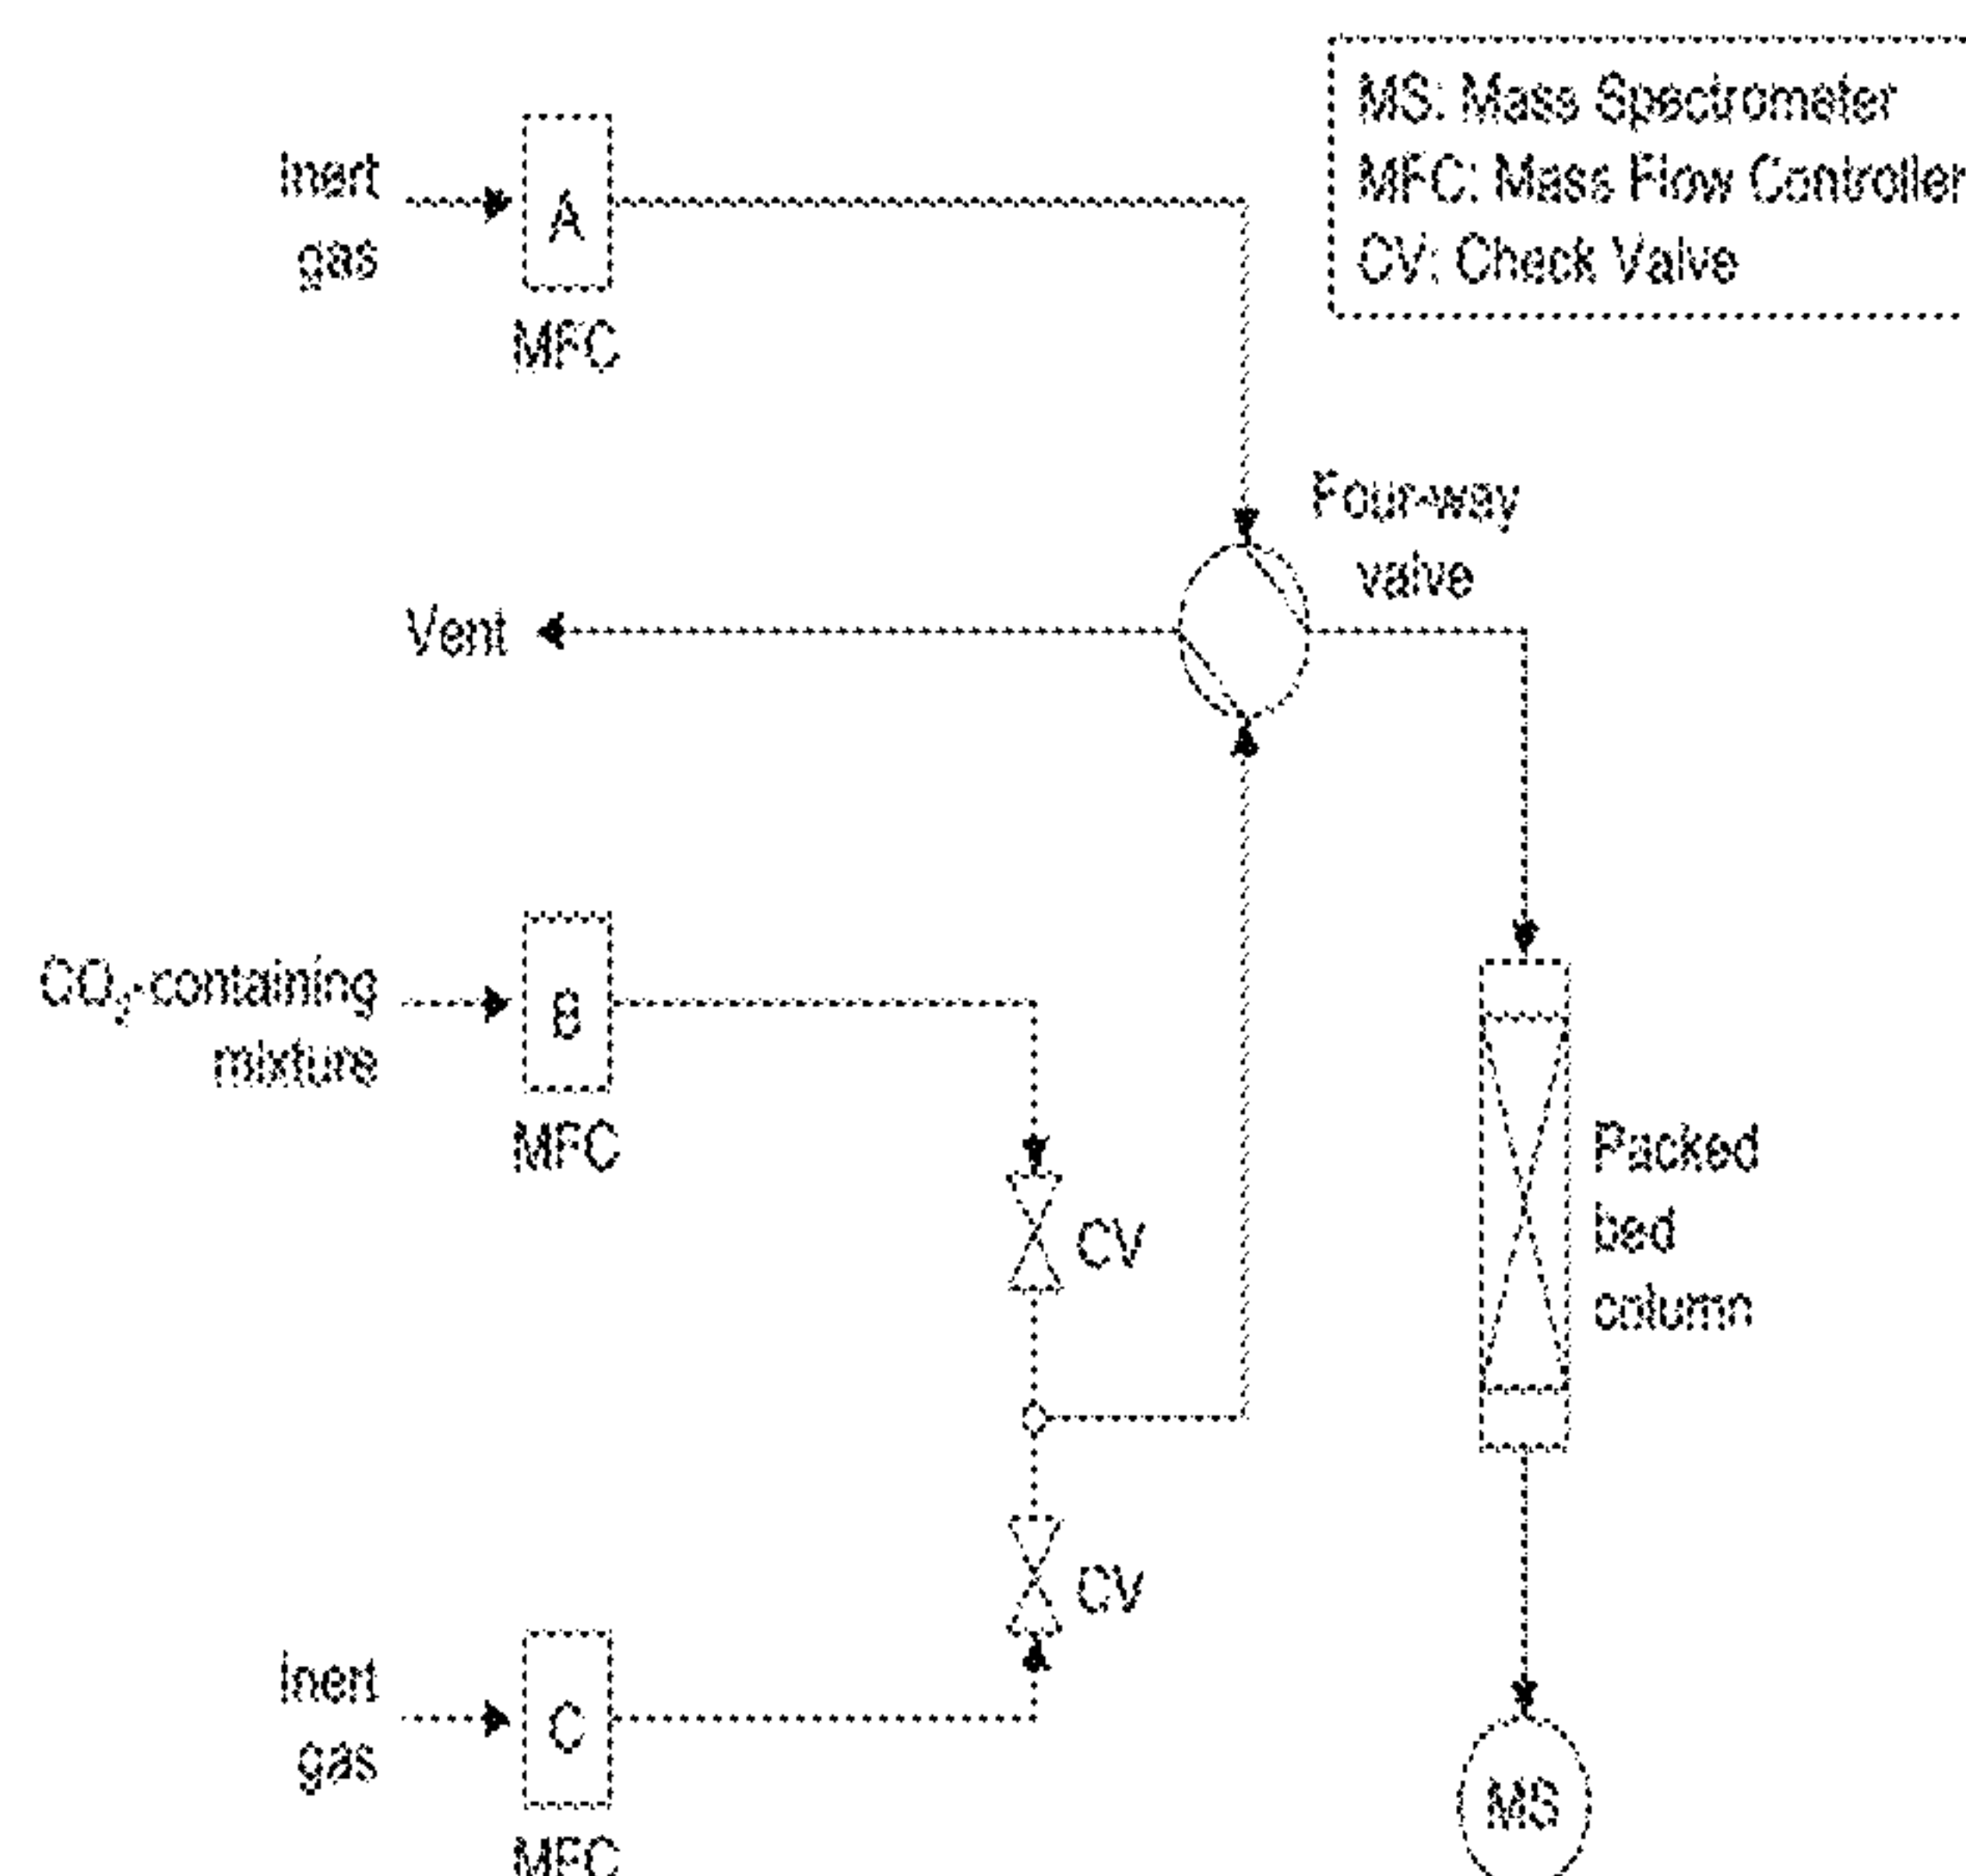 MS: Mass Spectrometer
MFC: Mass Flow Controller
CV: Check Valve
Inert
gas
A
MFC
Four-way
valve
Vent
CO₂-containing
mixture
B
MFC
CV
Packed
bed
column
CV
Inert
gas
C
MFC
MS